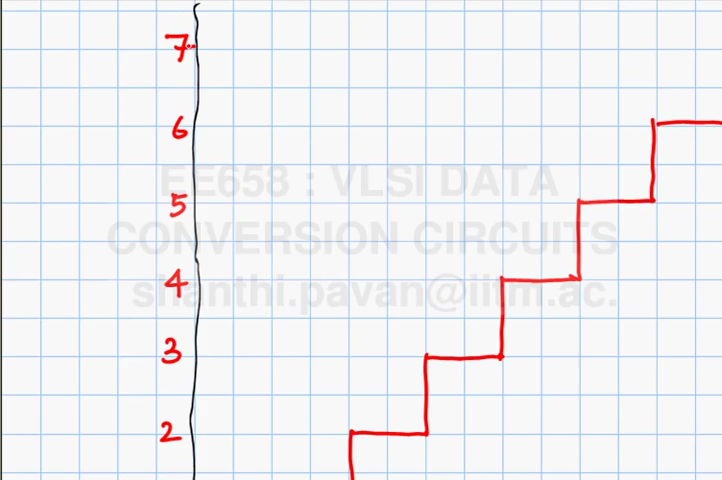 7
6
EE658 : VLSI DATA
5
CONVERSION CIRCUITS
4
shanthi.pavan@iitm.ac.
3
2